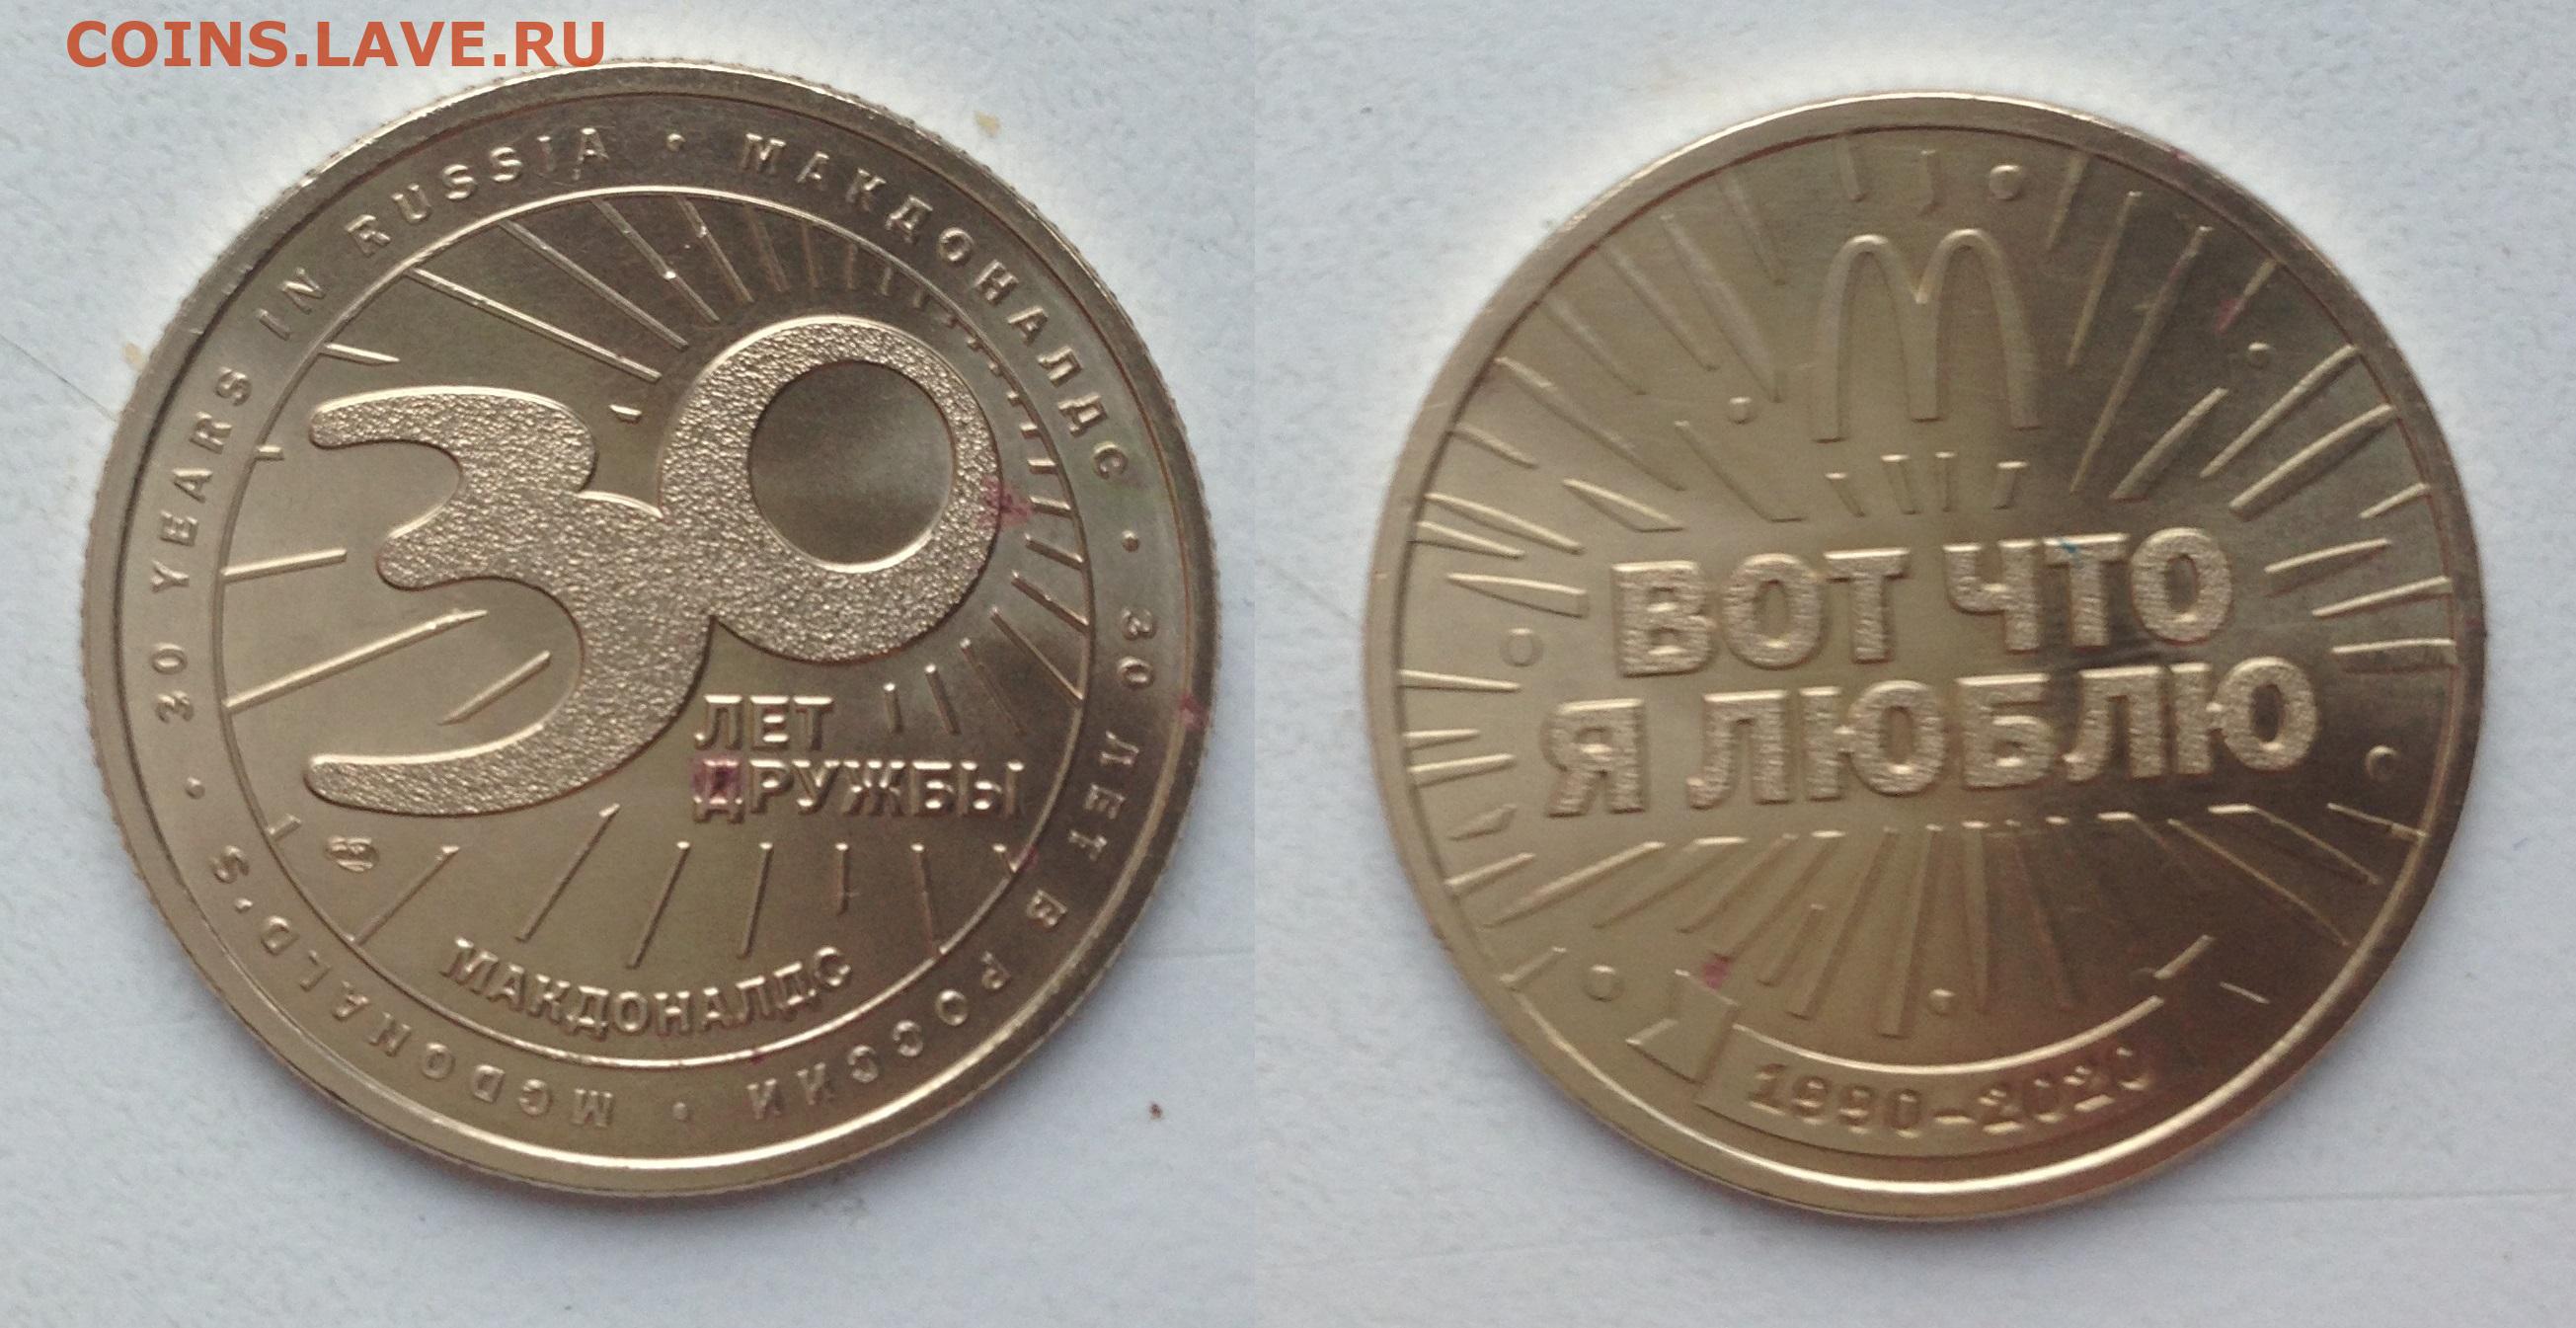 COINS.LAVE.RU
MCDONALD'S • 30 YEARS IN RUSSIA • МАКДОНАЛДС • 30 ЛЕТ В РОССИИ •
30
ЛЕТ
ДРУЖБЫ
МАКДОНАЛДС
ВОТ ЧТО
Я ЛЮБЛЮ
1990-2020